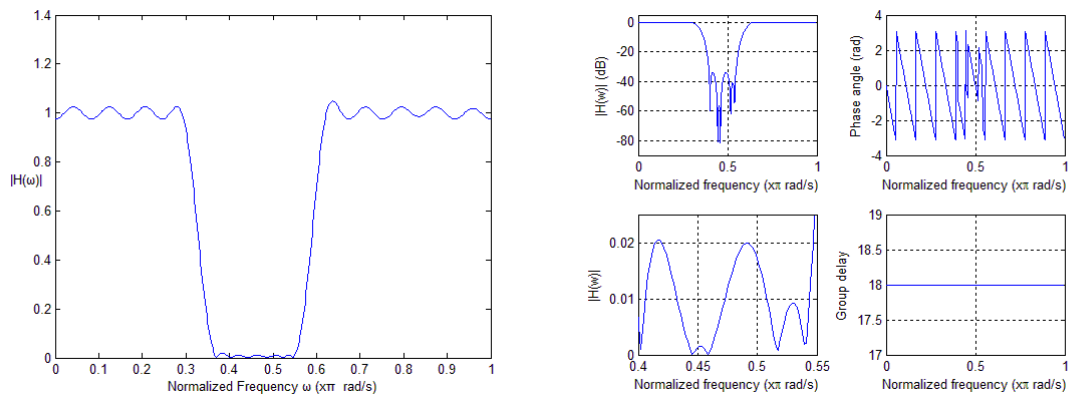 1.4
1.2
1
0.8
|H(ω)|
0.6
0.4
0.2
0
0 0.1 0.2 0.3 0.4 0.5 0.6 0.7 0.8 0.9 1
Normalized Frequency ω (xπ rad/s)
|H(w)| (dB)
0
-20
-40
-60
-80
0 0.5 1
Normalized frequency (xπ rad/s)
Phase angle (rad)
4
2
0
-2
-4
0 0.5 1
Normalized frequency (xπ rad/s)
|H(w)|
0.02
0.01
0
0.4 0.45 0.5 0.55
Normalized frequency (xπ rad/s)
Group delay
19
18.5
18
17.5
17
0 0.5 1
Normalized frequency (xπ rad/s)